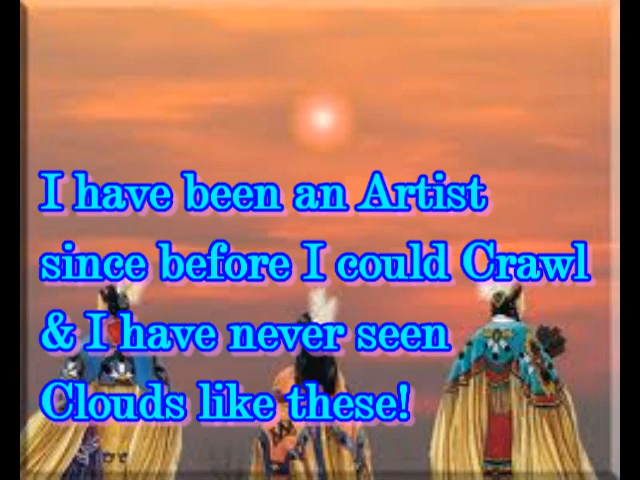 I have been an Artist
since before I could Crawl
& I have never seen
Clouds like these!